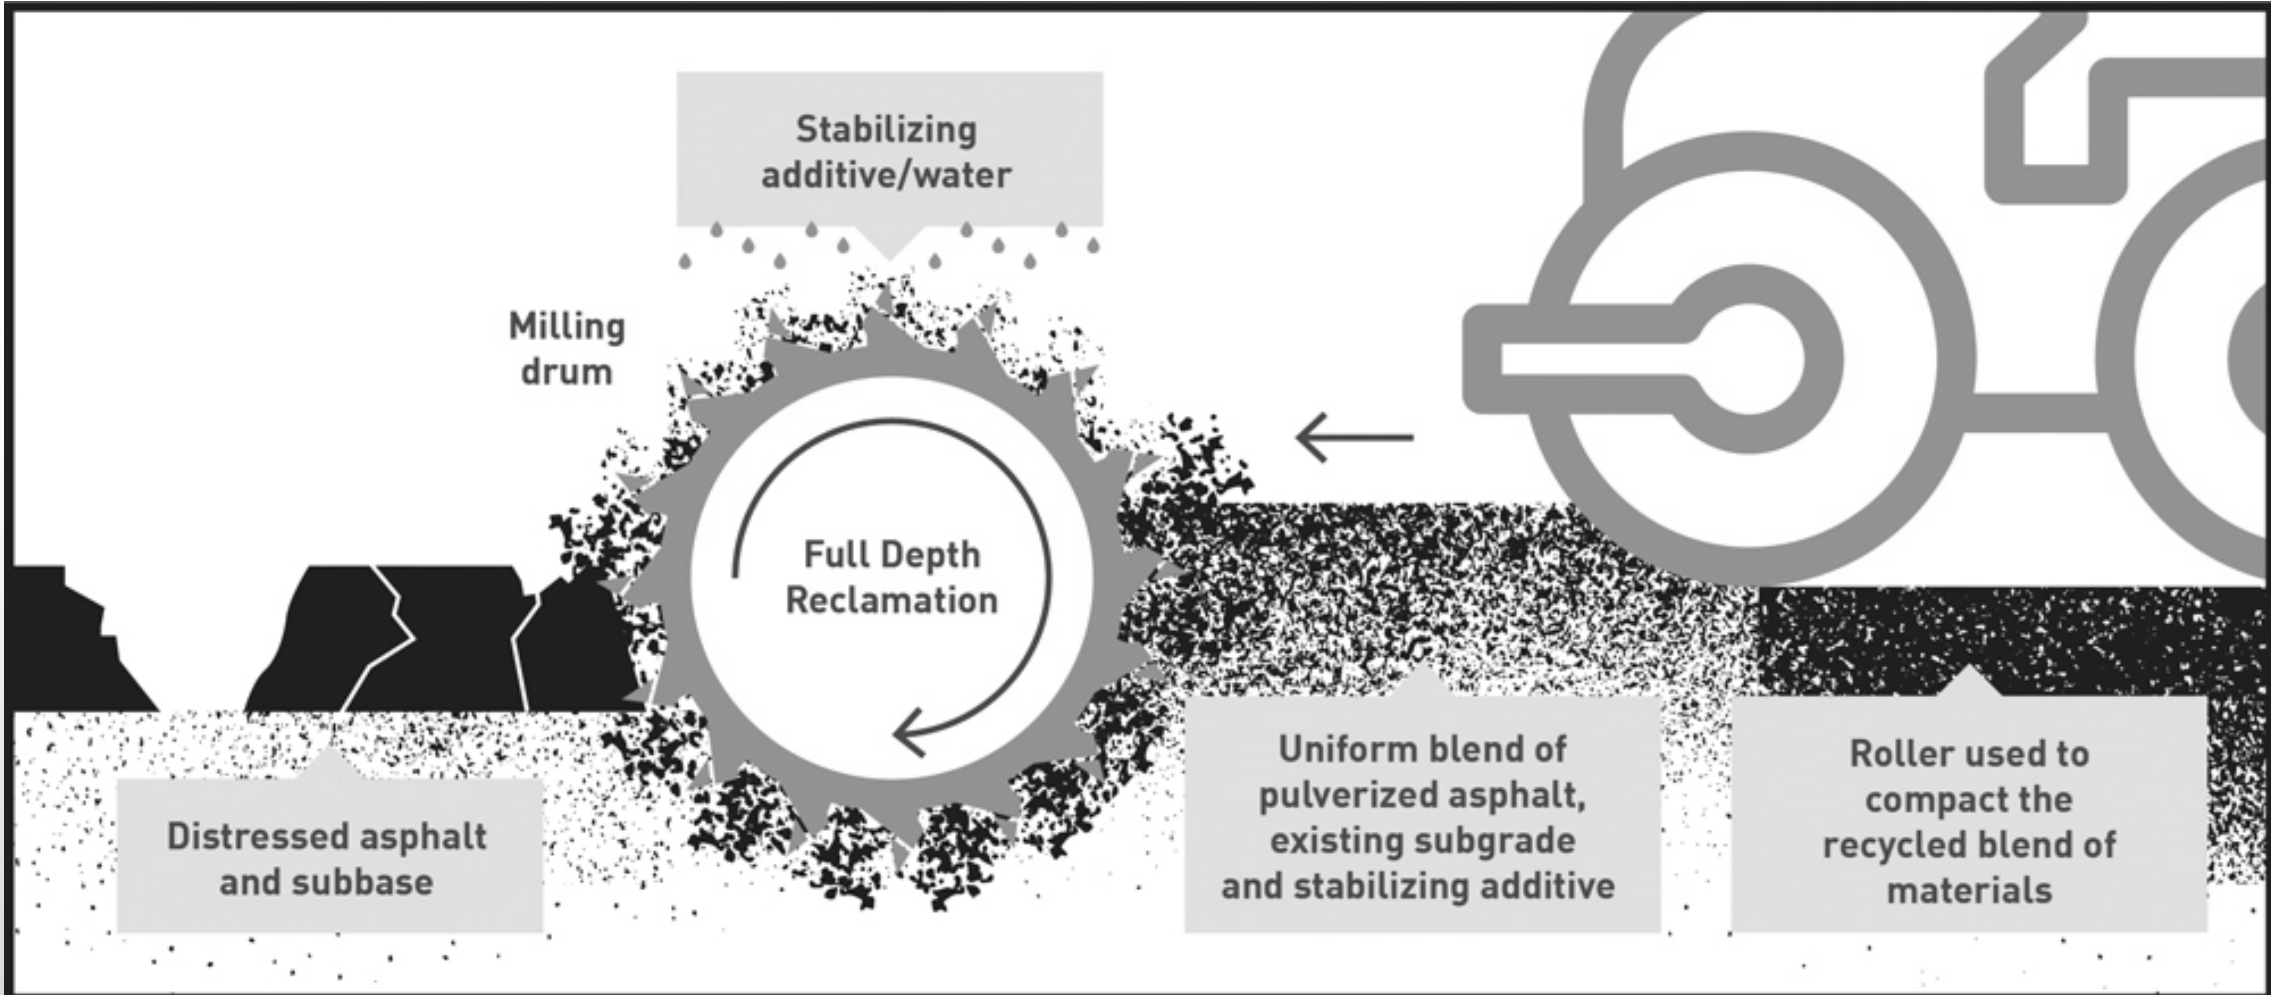 Stabilizing
additive/water
Milling
drum
Full Depth
Reclamation
Distressed asphalt
and subbase
Uniform blend of
pulverized asphalt,
existing subgrade
and stabilizing additive
Roller used to
compact the
recycled blend of
materials